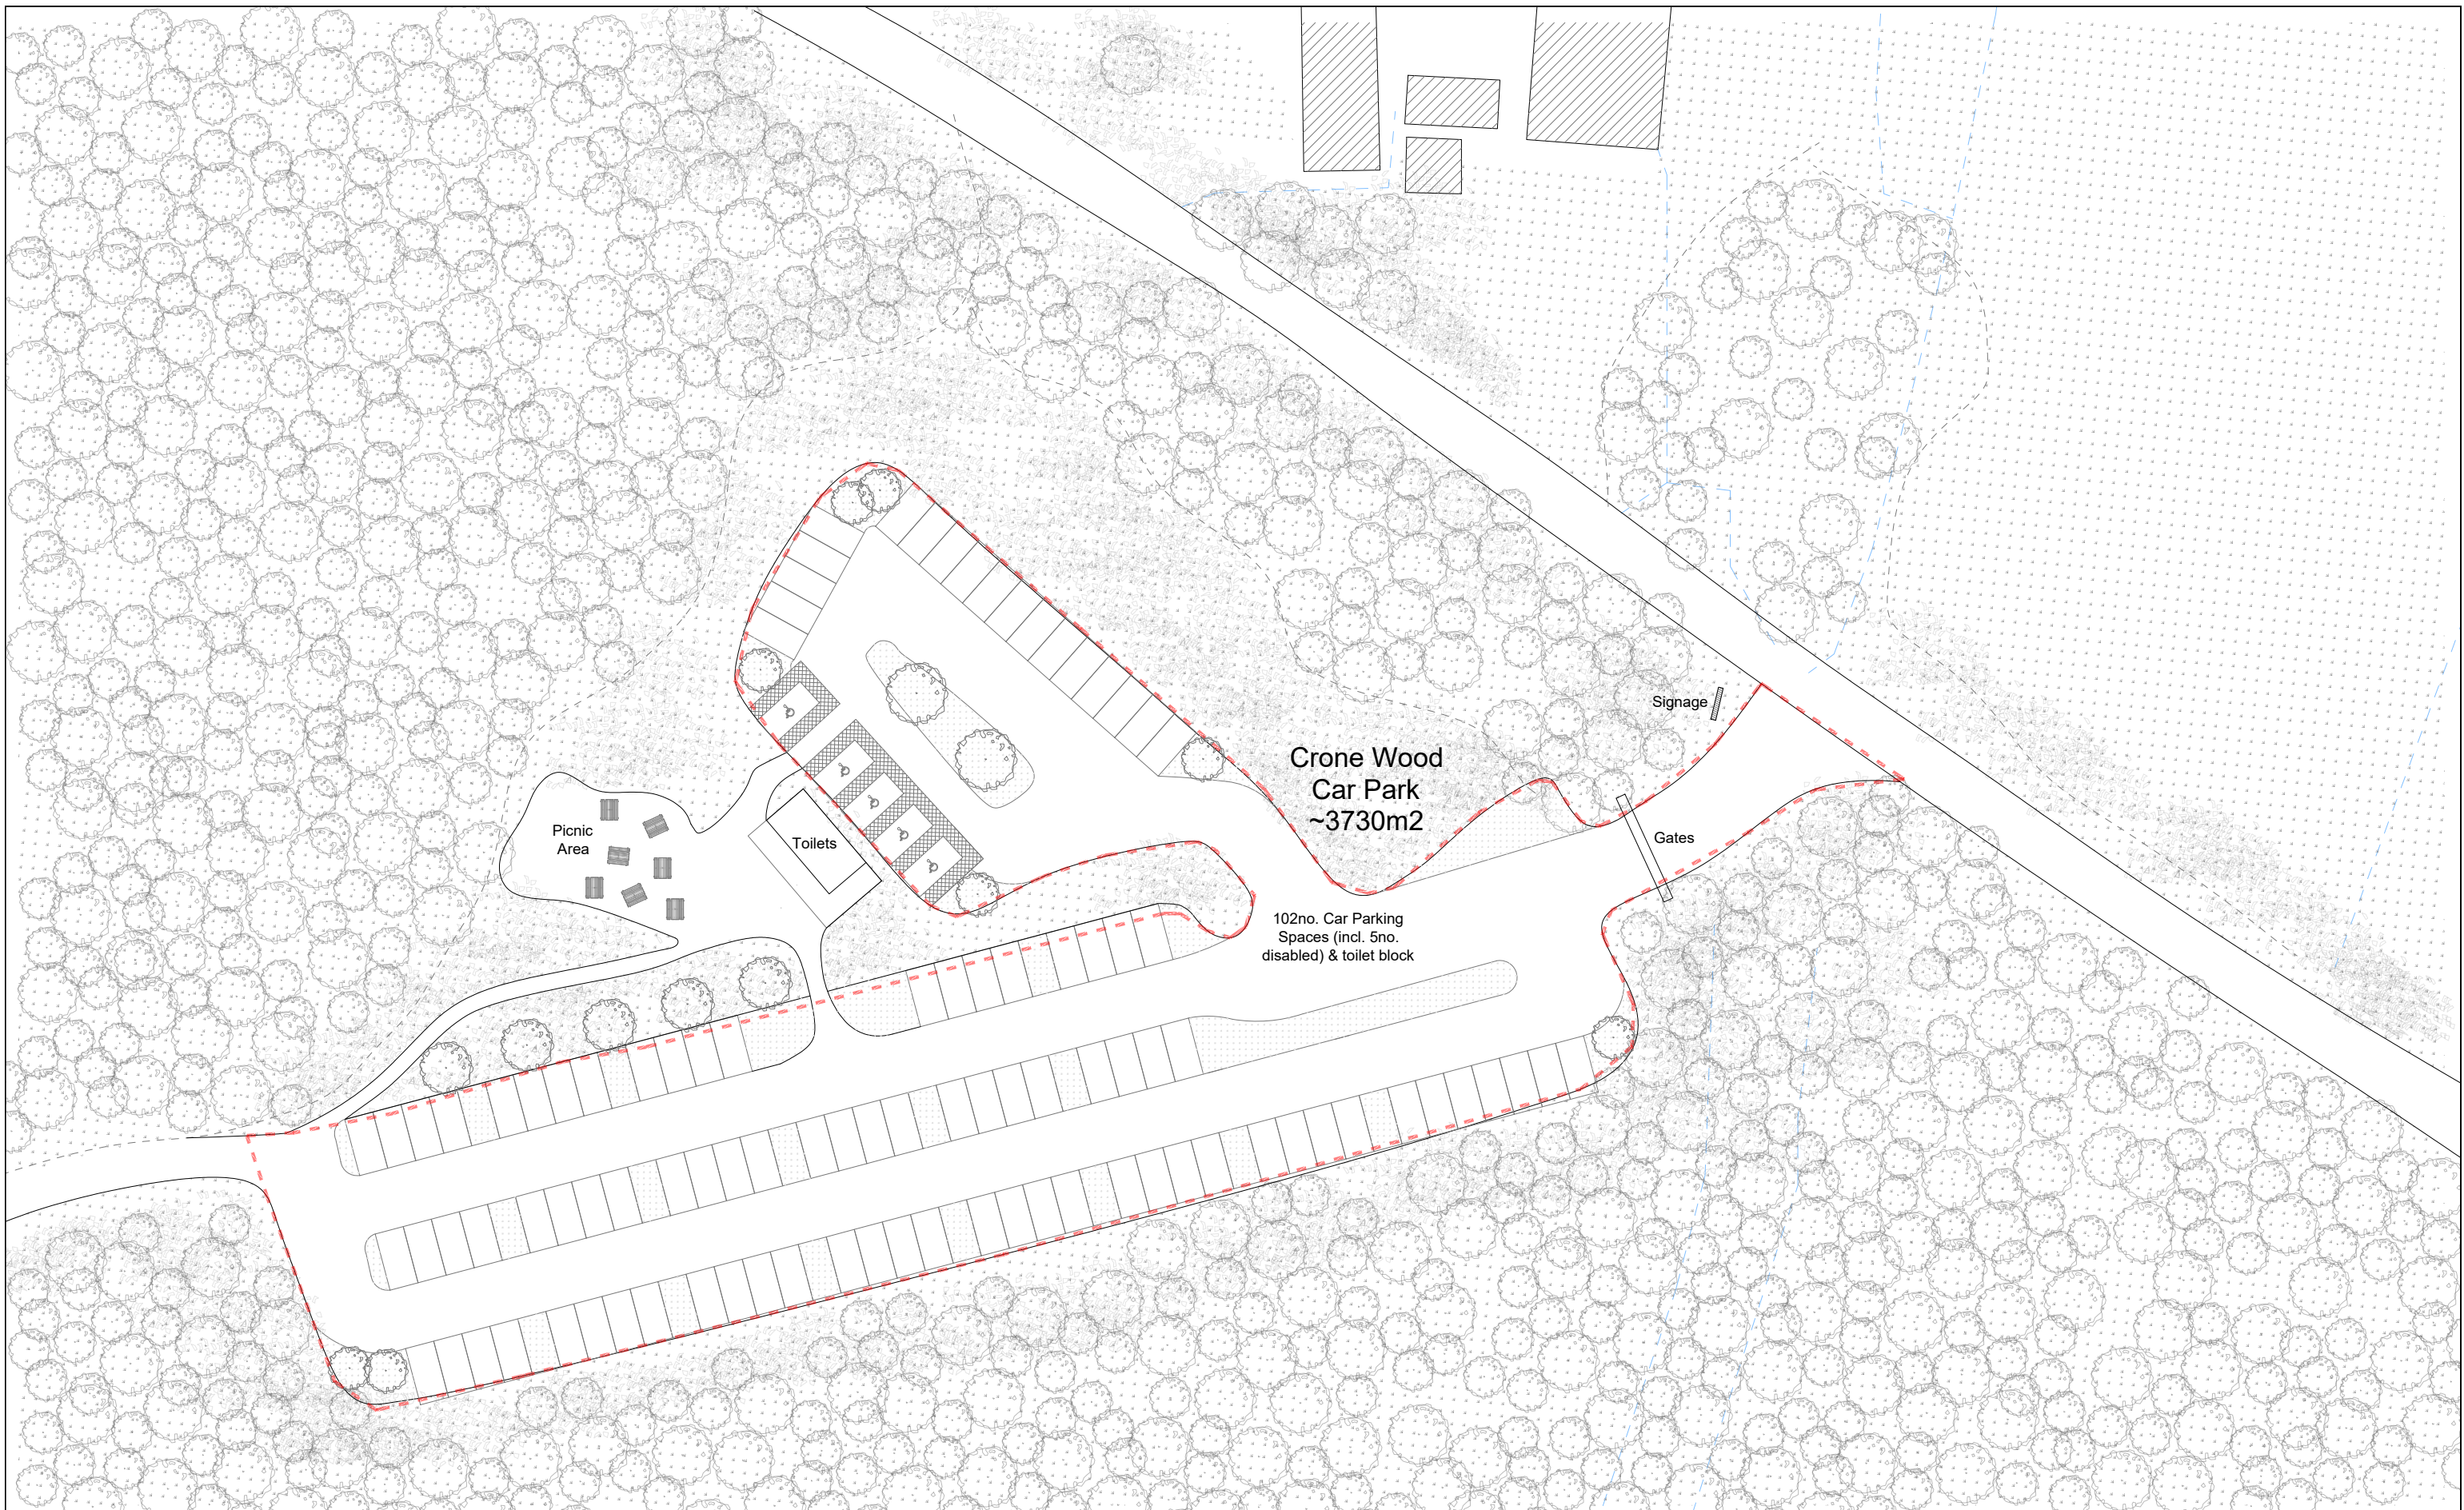 Signage
Crone Wood
Car Park
~3730m2
Gates
Picnic
Area
Toilets
102no. Car Parking
Spaces (incl. 5no.
disabled) & toilet block